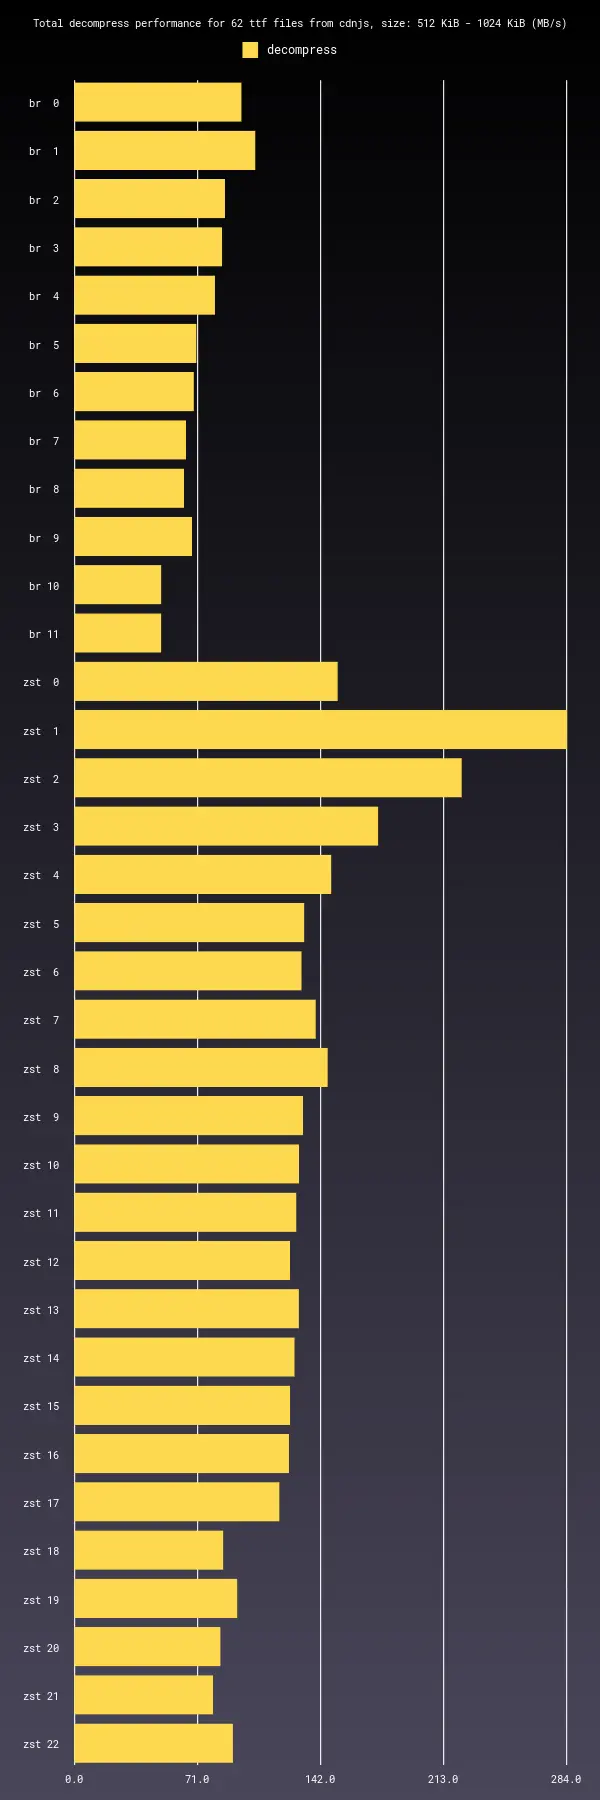 Total decompress performance for 62 ttf files from cdnjs, size: 512 KiB - 1024 KiB (MB/s)
decompress
br  0
br  1
br  2
br  3
br  4
br  5
br  6
br  7
br  8
br  9
br 10
br 11
zst  0
zst  1
zst  2
zst  3
zst  4
zst  5
zst  6
zst  7
zst  8
zst  9
zst 10
zst 11
zst 12
zst 13
zst 14
zst 15
zst 16
zst 17
zst 18
zst 19
zst 20
zst 21
zst 22
0.0 71.0 142.0 213.0 284.0